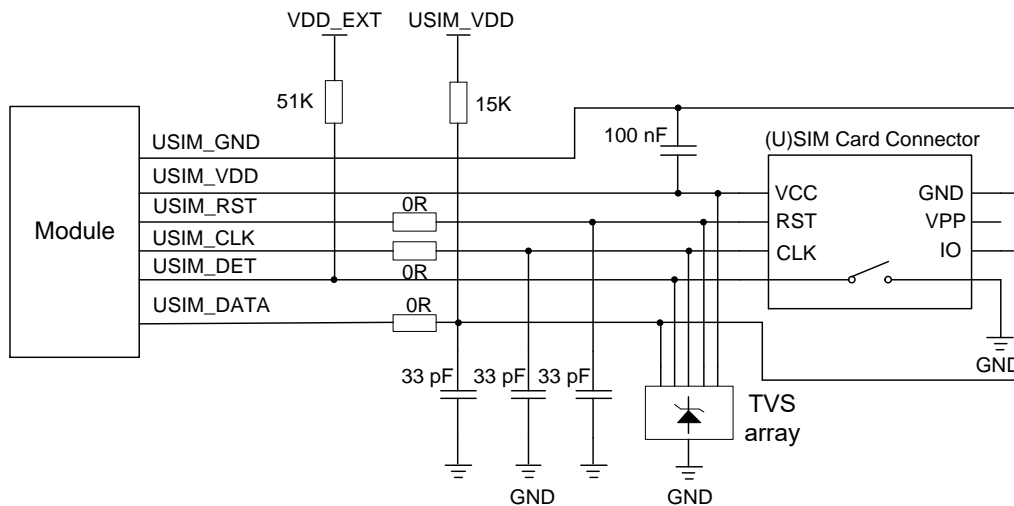 VDD_EXT USIM_VDD
51K 15K
USIM_GND
100 nF
(U)SIM Card Connector
USIM_VDD
VCC GND
USIM_RST 0R
RST VPP
Module
USIM_CLK
CLK IO
USIM_DET 0R
USIM_DATA 0R
GND
33 pF 33 pF 33 pF
TVS
array
GND GND